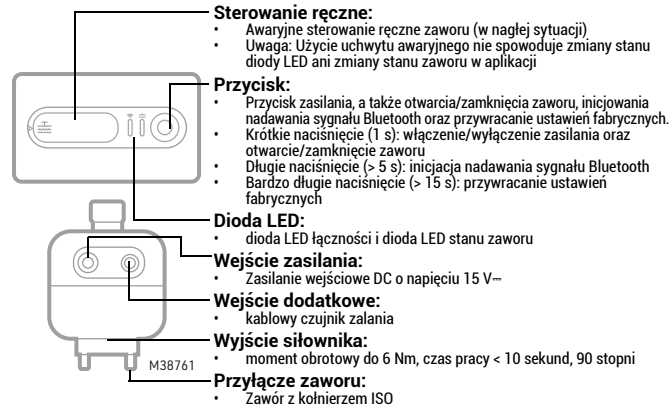 Sterowanie ręczne:
• Awaryjne sterowanie ręczne zaworu (w nagłej sytuacji)
• Uwaga: Użycie uchwytu awaryjnego nie spowoduje zmiany stanu
diody LED ani zmiany stanu zaworu w aplikacji
Przycisk:
• Przycisk zasilania, a także otwarcia/zamknięcia zaworu, inicjowania
nadawania sygnału Bluetooth oraz przywracanie ustawień fabrycznych.
• Krótkie naciśnięcie (1 s): włączenie/wyłączenie zasilania oraz
otwarcie/zamknięcie zaworu
• Długie naciśnięcie (> 5 s): inicjacja nadawania sygnału Bluetooth
• Bardzo długie naciśnięcie (> 15 s): przywracanie ustawień
fabrycznych
Dioda LED:
• dioda LED łączności i dioda LED stanu zaworu
Wejście zasilania:
• Zasilanie wejściowe DC o napięciu 15 V⎓
Wejście dodatkowe:
• kablowy czujnik zalania
Wyjście siłownika:
• moment obrotowy do 6 Nm, czas pracy < 10 sekund, 90 stopni
M38761
Przyłącze zaworu:
• Zawór z kołnierzem ISO